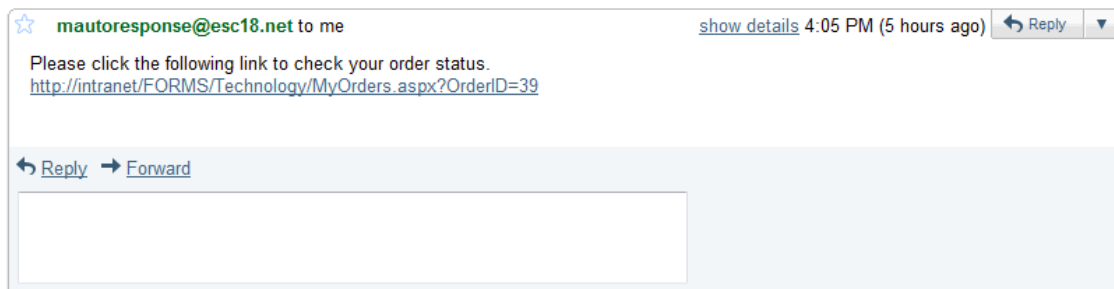 mautoresponse@esc18.net to me show details 4:05 PM (5 hours ago) Reply
Please click the following link to check your order status.
http://intranet/FORMS/Technology/MyOrders.aspx?OrderID=39
Reply Forward